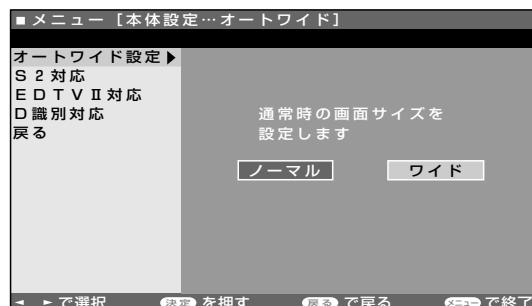 ■メニュー [本体設定…オートワイド]
オートワイド設定▶
S2対応
EDTVⅡ対応
D識別対応
戻る
通常時の画面サイズを
設定します
ノーマル ワイド
◄ ►で選択 決定を押す 戻るで戻る メニューで終了